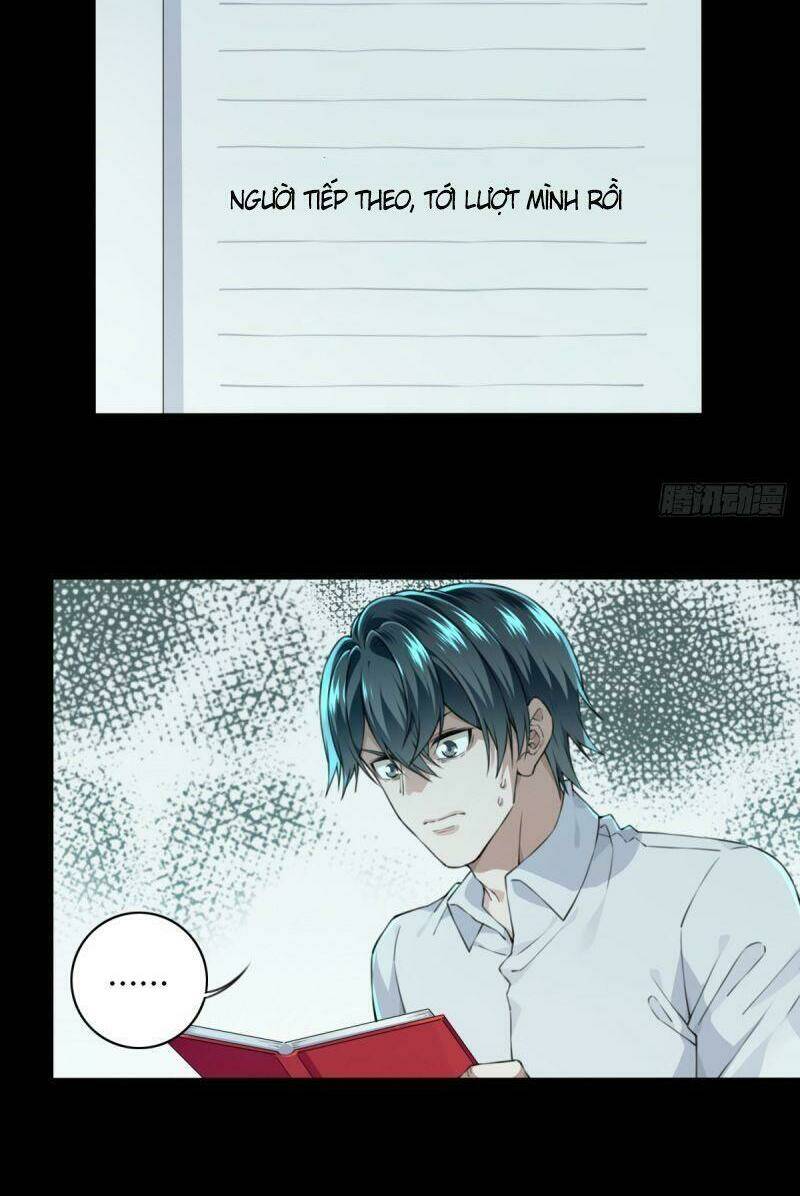 NGƯỜI TIẾP THEO, TỚI LƯỢT MÌNH RỒI
腾讯动漫
......